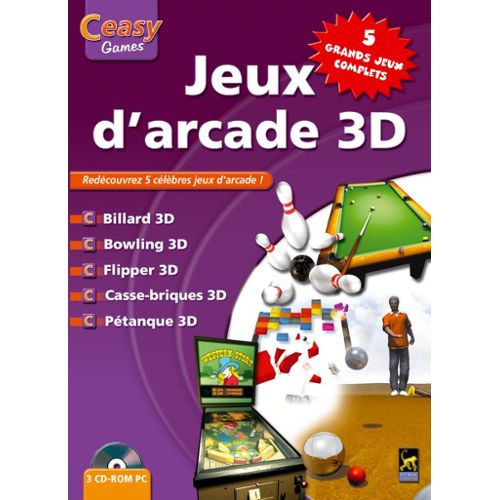 Ceasy
Games
5
GRANDS JEUX
COMPLETS
Jeux
d'arcade 3D
Redécouvrez 5 célèbres jeux d'arcade !
C Billard 3D
C Bowling 3D
C Flipper 3D
C Casse-briques 3D
C Pétanque 3D
WESTERN STORY
3 CD-ROM PC